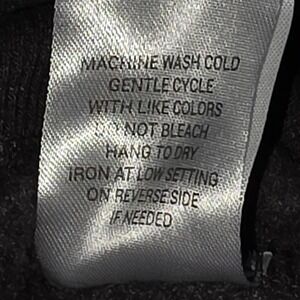 MACHINE WASH COLD
GENTLE CYCLE
WITH LIKE COLORS
DO NOT BLEACH
HANG TO DRY
IRON AT LOW SETTING
ON REVERSE SIDE
IF NEEDED